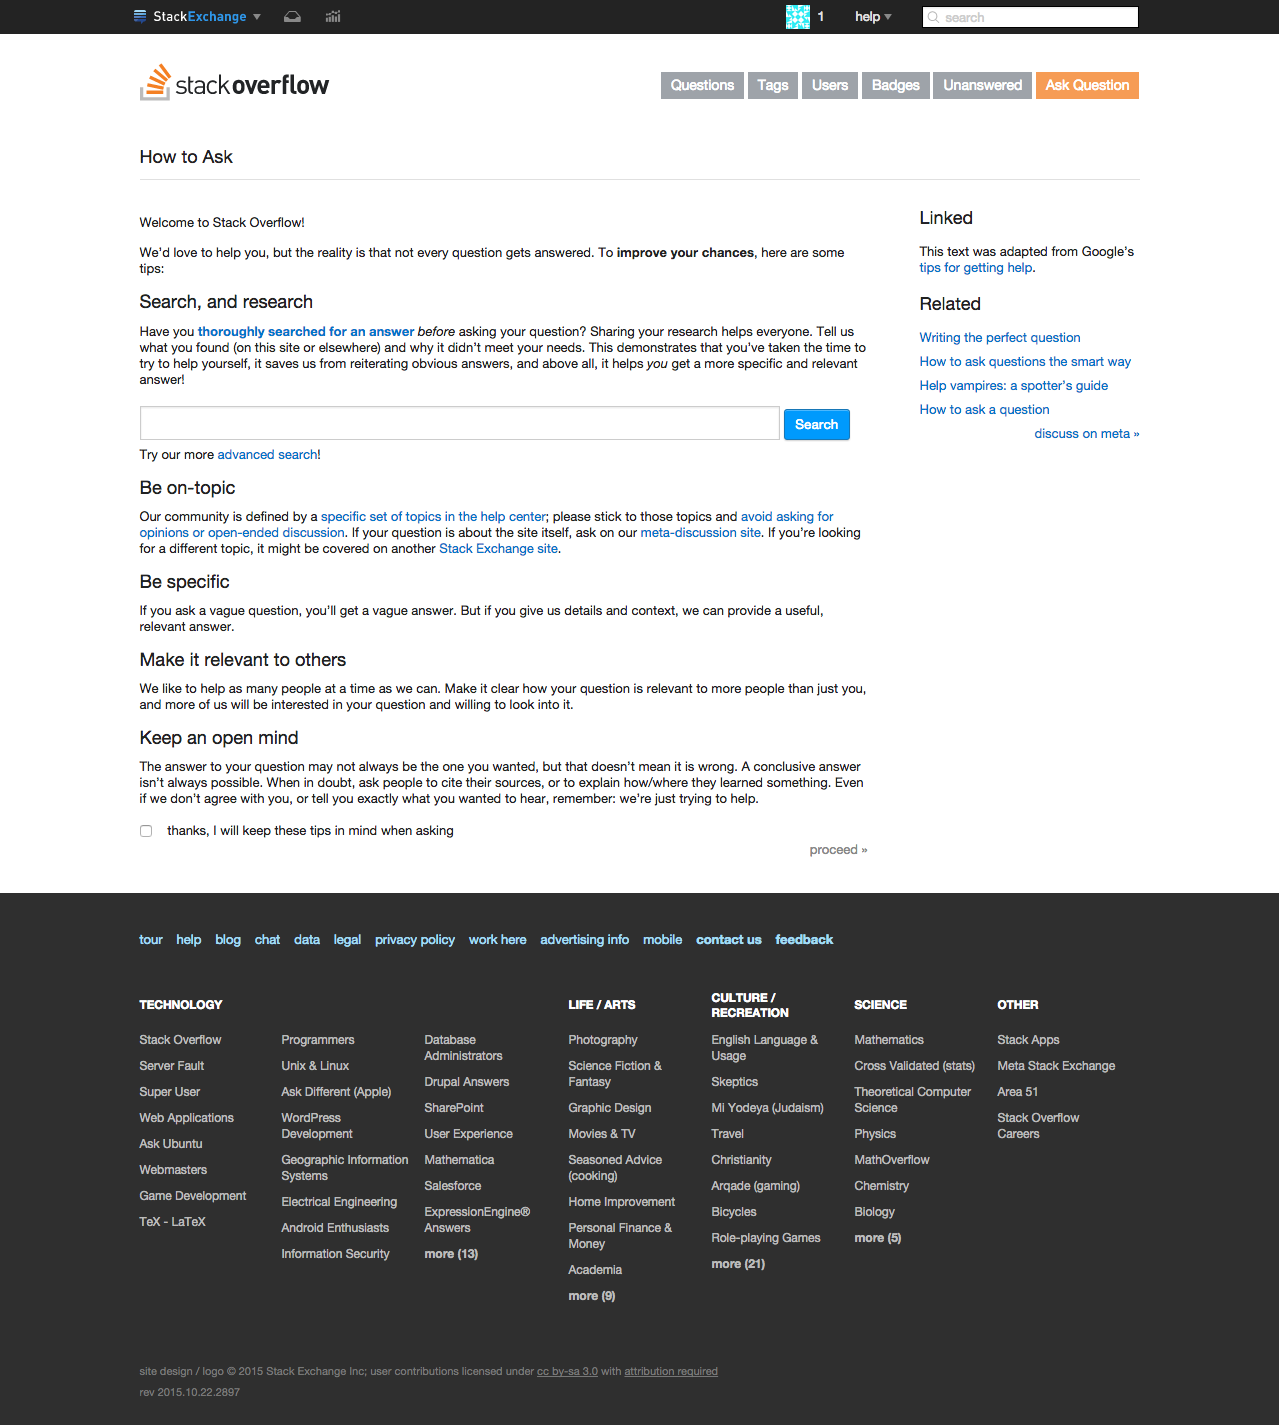 StackExchange
1 help search
stackoverflow
Questions Tags Users Badges Unanswered Ask Question
How to Ask
Welcome to Stack Overflow!
We'd love to help you, but the reality is that not every question gets answered. To improve your chances, here are some
tips:
Search, and research
Have you thoroughly searched for an answer before asking your question? Sharing your research helps everyone. Tell us
what you found (on this site or elsewhere) and why it didn't meet your needs. This demonstrates that you've taken the time to
try to help yourself, it saves us from reiterating obvious answers, and above all, it helps you get a more specific and relevant
answer!
Search
Try our more advanced search!
Be on-topic
Our community is defined by a specific set of topics in the help center; please stick to those topics and avoid asking for
opinions or open-ended discussion. If your question is about the site itself, ask on our meta-discussion site. If you're looking
for a different topic, it might be covered on another Stack Exchange site.
Be specific
If you ask a vague question, you'll get a vague answer. But if you give us details and context, we can provide a useful,
relevant answer.
Make it relevant to others
We like to help as many people at a time as we can. Make it clear how your question is relevant to more people than just you,
and more of us will be interested in your question and willing to look into it.
Keep an open mind
The answer to your question may not always be the one you wanted, but that doesn't mean it is wrong. A conclusive answer
isn't always possible. When in doubt, ask people to cite their sources, or to explain how/where they learned something. Even
if we don't agree with you, or tell you exactly what you wanted to hear, remember: we're just trying to help.
thanks, I will keep these tips in mind when asking
proceed »
Linked
This text was adapted from Google's
tips for getting help.
Related
Writing the perfect question
How to ask questions the smart way
Help vampires: a spotter's guide
How to ask a question
discuss on meta »
tour help blog chat data legal privacy policy work here advertising info mobile contact us feedback
TECHNOLOGY
Stack Overflow
Server Fault
Super User
Web Applications
Ask Ubuntu
Webmasters
Game Development
TeX - LaTeX
Programmers
Unix & Linux
Ask Different (Apple)
WordPress
Development
Geographic Information
Systems
Electrical Engineering
Android Enthusiasts
Information Security
Database
Administrators
Drupal Answers
SharePoint
User Experience
Mathematica
Salesforce
ExpressionEngine®
Answers
more (13)
LIFE / ARTS
Photography
Science Fiction &
Fantasy
Graphic Design
Movies & TV
Seasoned Advice
(cooking)
Home Improvement
Personal Finance &
Money
Academia
more (9)
CULTURE /
RECREATION
English Language &
Usage
Skeptics
Mi Yodeya (Judaism)
Travel
Christianity
Arqade (gaming)
Bicycles
Role-playing Games
more (21)
SCIENCE
Mathematics
Cross Validated (stats)
Theoretical Computer
Science
Physics
MathOverflow
Chemistry
Biology
more (5)
OTHER
Stack Apps
Meta Stack Exchange
Area 51
Stack Overflow
Careers
site design / logo © 2015 Stack Exchange Inc; user contributions licensed under cc by-sa 3.0 with attribution required
rev 2015.10.22.2897